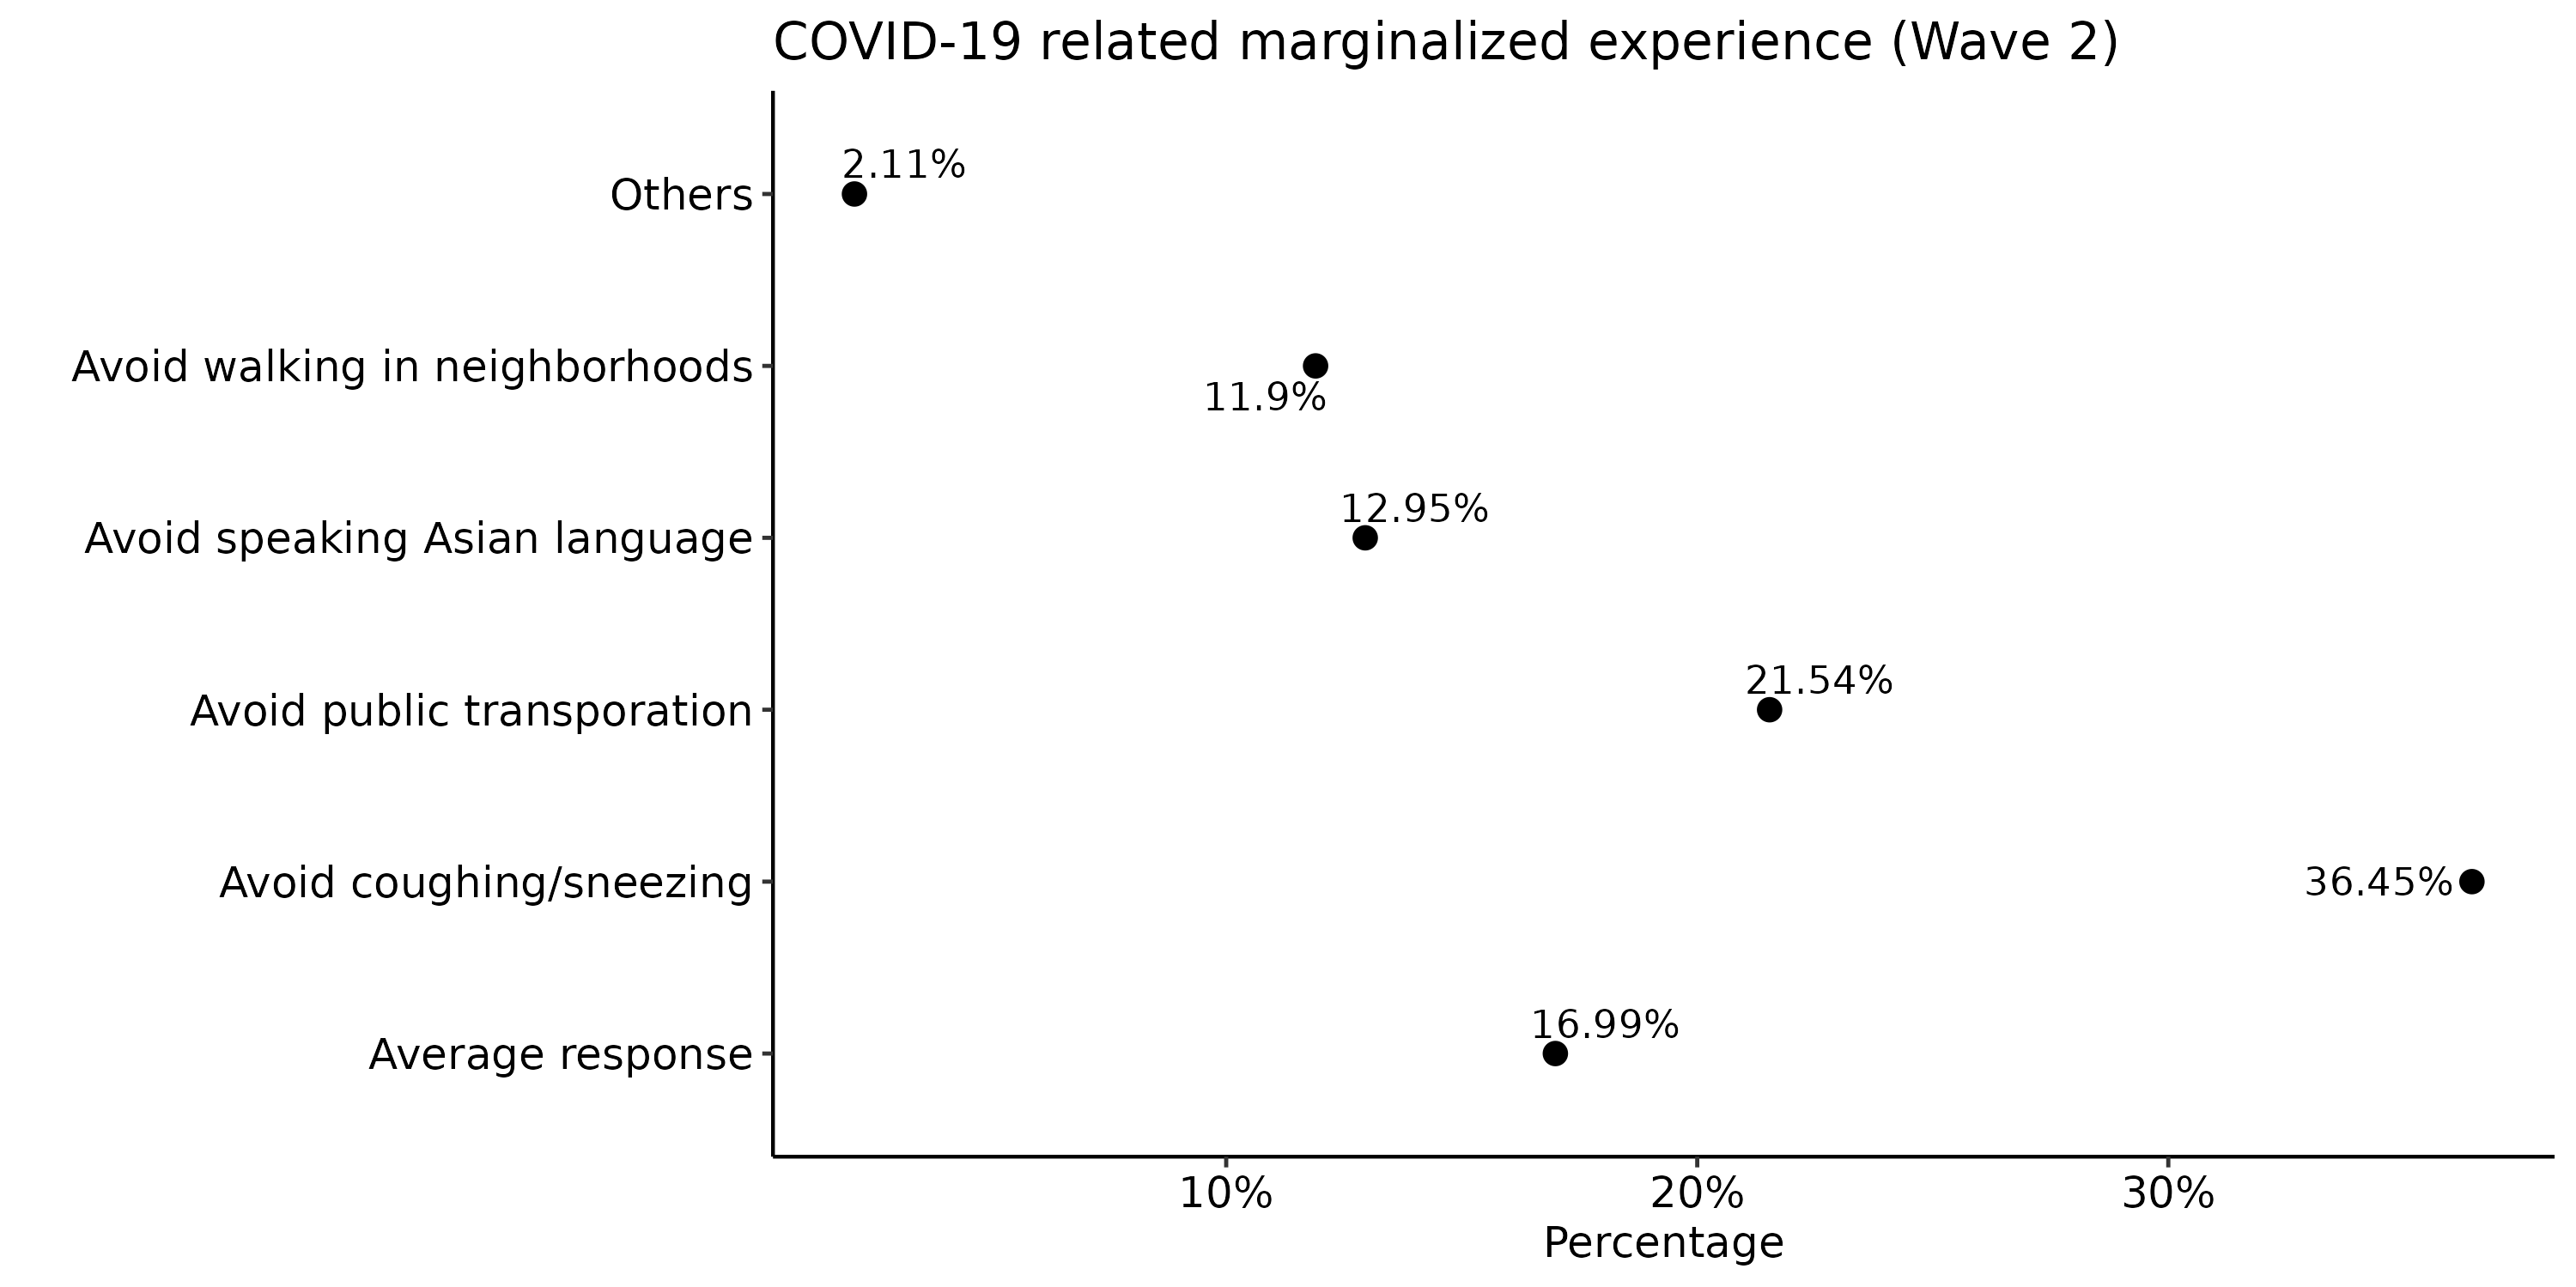 COVID-19 related marginalized experience (Wave 2)
Others
2.11%
Avoid walking in neighborhoods
11.9%
Avoid speaking Asian language
12.95%
Avoid public transporation
21.54%
Avoid coughing/sneezing
36.45%
Average response
16.99%
10%
20%
30%
Percentage